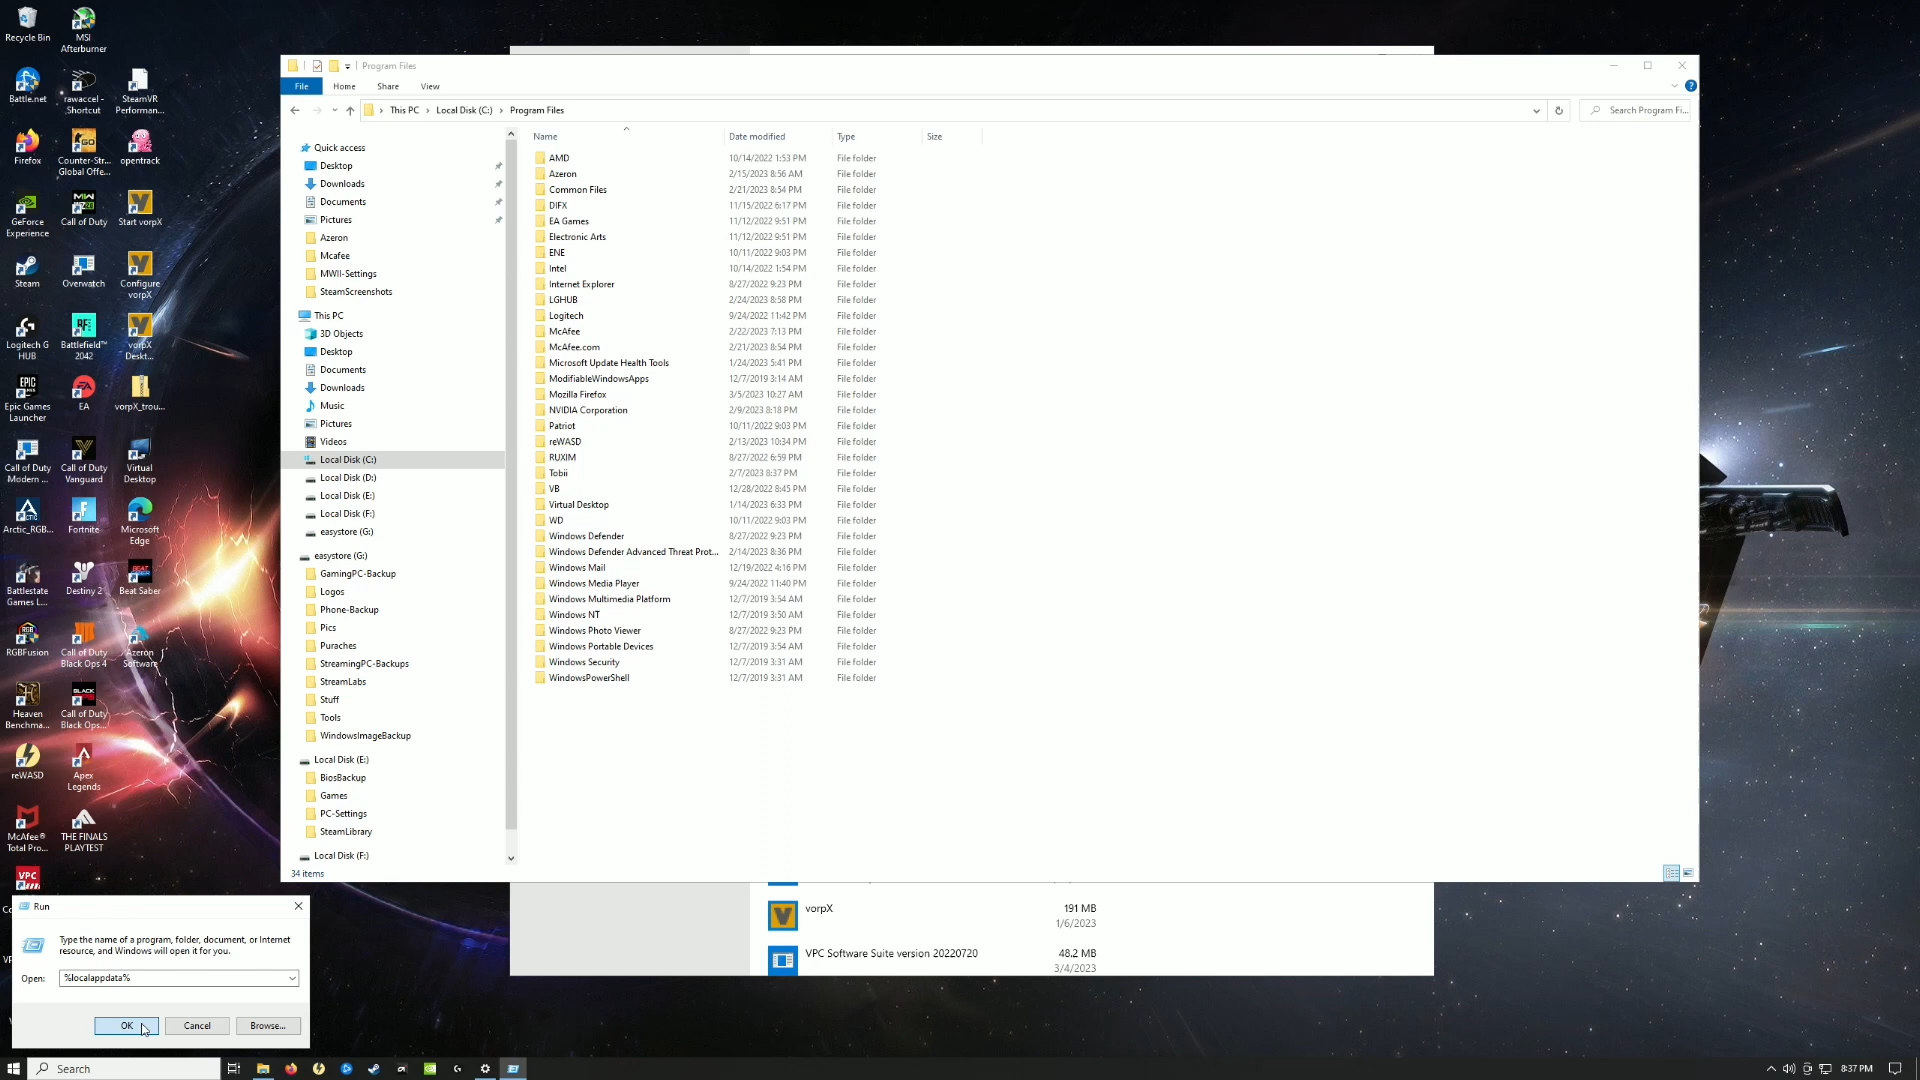 Recycle Bin
MSI
Afterburner
Battle.net
rawaccel -
Shortcut
SteamVR
Performan...
Firefox
Counter-Str...
Global Offe...
opentrack
GeForce
Experience
Call of Duty
Start vorpX
Steam
Overwatch
Configure
vorpX
Logitech G
HUB
Battlefield™
2042
vorpX
Deskt...
Epic Games
Launcher
EA
vorpX_trou...
Call of Duty
Modern ...
Call of Duty
Vanguard
Virtual
Desktop
Arctic_RGB...
Fortnite
Microsoft
Edge
Battlestate
Games L...
Destiny 2
Beat Saber
RGBFusion
Call of Duty
Black Ops 4
Azeron
Software
Heaven
Benchma...
Call of Duty
Black Ops...
reWASD
Apex
Legends
McAfee®
Total Pro...
THE FINALS
PLAYTEST
VPC
Program Files
File
Home
Share
View
This PC
Local Disk (C:)
Program Files
Search Program Fi...
Quick access
Desktop
Downloads
Documents
Pictures
Azeron
Mcafee
MWII-Settings
SteamScreenshots
This PC
3D Objects
Desktop
Documents
Downloads
Music
Pictures
Videos
Local Disk (C:)
Local Disk (D:)
Local Disk (E:)
Local Disk (F:)
easystore (G:)
easystore (G:)
GamingPC-Backup
Logos
Phone-Backup
Pics
Puraches
StreamingPC-Backups
StreamLabs
Stuff
Tools
WindowsImageBackup
Local Disk (E:)
BiosBackup
Games
PC-Settings
SteamLibrary
Local Disk (F:)
34 items
Name Date modified Type Size
AMD 10/14/2022 1:53 PM File folder
Azeron 2/15/2023 8:56 AM File folder
Common Files 2/21/2023 8:54 PM File folder
DIFX 11/15/2022 6:17 PM File folder
EA Games 11/12/2022 9:51 PM File folder
Electronic Arts 11/12/2022 9:51 PM File folder
ENE 10/11/2022 9:03 PM File folder
Intel 10/14/2022 1:54 PM File folder
Internet Explorer 8/27/2022 9:23 PM File folder
LGHUB 2/24/2023 8:58 PM File folder
Logitech 9/24/2022 11:42 PM File folder
McAfee 2/22/2023 7:13 PM File folder
McAfee.com 2/21/2023 8:54 PM File folder
Microsoft Update Health Tools 1/24/2023 5:41 PM File folder
ModifiableWindowsApps 12/7/2019 3:14 AM File folder
Mozilla Firefox 3/5/2023 10:27 AM File folder
NVIDIA Corporation 2/9/2023 8:18 PM File folder
Patriot 10/11/2022 9:03 PM File folder
reWASD 2/13/2023 10:34 PM File folder
RUXIM 8/27/2022 6:59 PM File folder
Tobii 2/7/2023 8:37 PM File folder
VB 12/28/2022 8:45 PM File folder
Virtual Desktop 1/14/2023 6:33 PM File folder
WD 10/11/2022 9:03 PM File folder
Windows Defender 8/27/2022 9:23 PM File folder
Windows Defender Advanced Threat Prot... 2/14/2023 8:36 PM File folder
Windows Mail 12/19/2022 4:16 PM File folder
Windows Media Player 9/24/2022 11:40 PM File folder
Windows Multimedia Platform 12/7/2019 3:54 AM File folder
Windows NT 12/7/2019 3:50 AM File folder
Windows Photo Viewer 8/27/2022 9:23 PM File folder
Windows Portable Devices 12/7/2019 3:54 AM File folder
Windows Security 12/7/2019 3:31 AM File folder
WindowsPowerShell 12/7/2019 3:31 AM File folder
vorpX 191 MB
1/6/2023
VPC Software Suite version 20220720 48.2 MB
3/4/2023
Run
Type the name of a program, folder, document, or Internet
resource, and Windows will open it for you.
Open: %localappdata%
OK
Cancel
Browse...
Search
8:37 PM